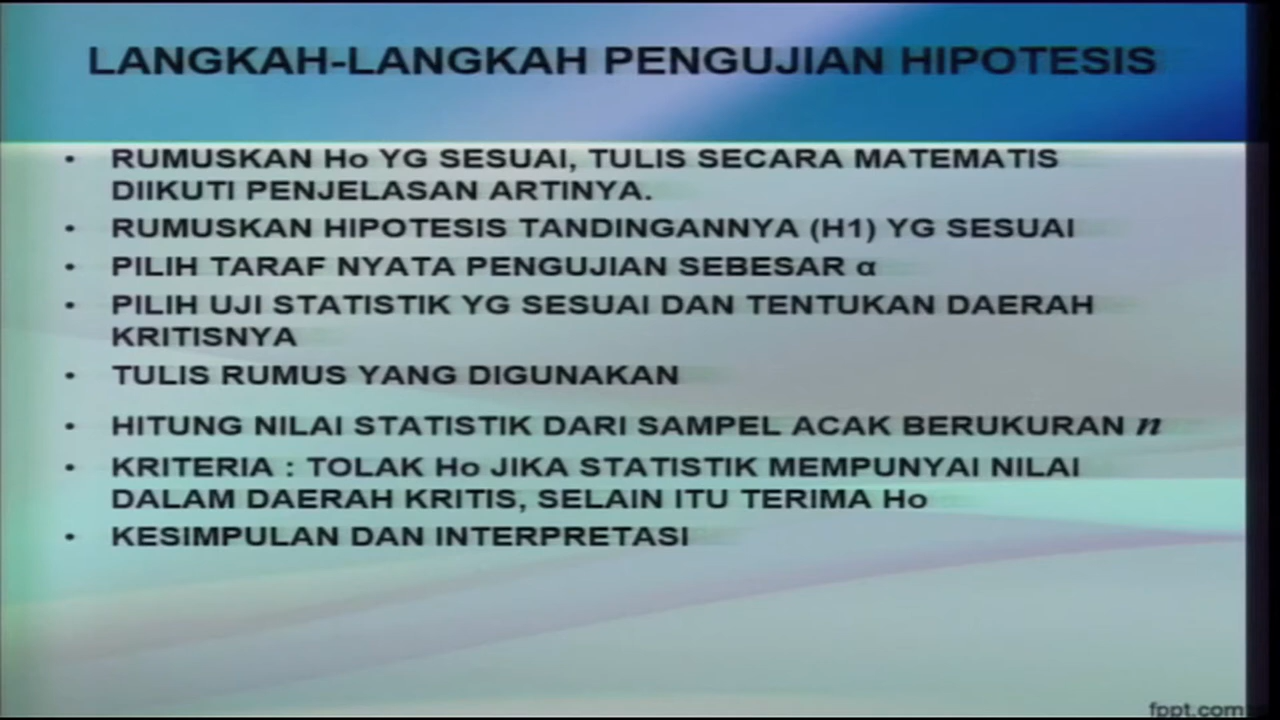 LANGKAH-LANGKAH PENGUJIAN HIPOTESIS
• RUMUSKAN Ho YG SESUAI, TULIS SECARA MATEMATIS
DIIKUTI PENJELASAN ARTINYA.
• RUMUSKAN HIPOTESIS TANDINGANNYA (H1) YG SESUAI
• PILIH TARAF NYATA PENGUJIAN SEBESAR α
• PILIH UJI STATISTIK YG SESUAI DAN TENTUKAN DAERAH
KRITISNYA
• TULIS RUMUS YANG DIGUNAKAN
• HITUNG NILAI STATISTIK DARI SAMPEL ACAK BERUKURAN n
• KRITERIA : TOLAK Ho JIKA STATISTIK MEMPUNYAI NILAI
DALAM DAERAH KRITIS, SELAIN ITU TERIMA Ho
• KESIMPULAN DAN INTERPRETASI
fppt.com